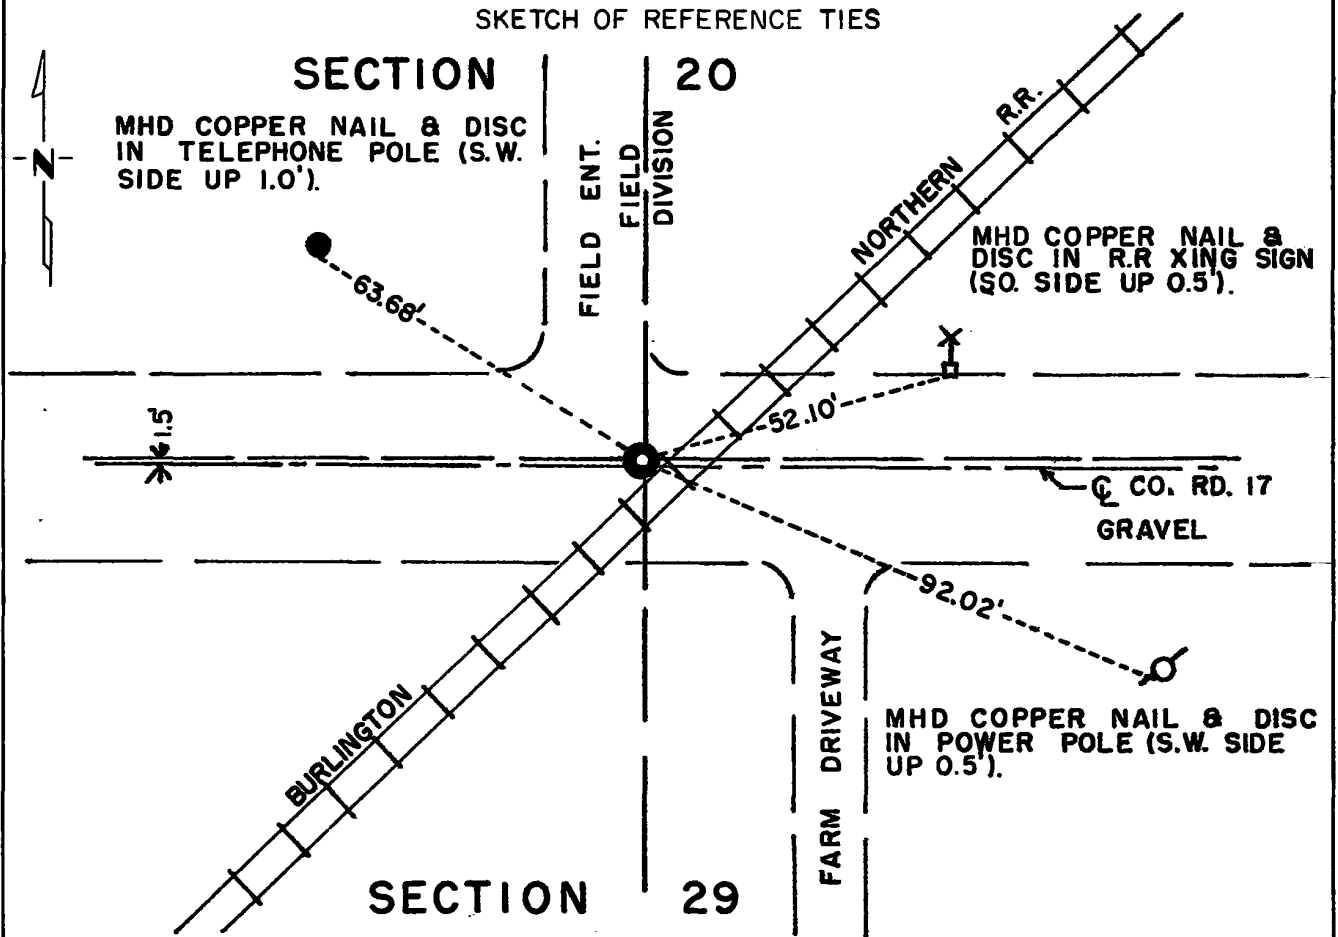 SKETCH OF REFERENCE TIES
SECTION 20
MHD COPPER NAIL & DISC
IN TELEPHONE POLE (S.W.
SIDE UP 1.0').
N
FIELD ENT.
FIELD
DIVISION
R.R.
NORTHERN
MHD COPPER NAIL &
DISC IN R.R XING SIGN
(SO. SIDE UP 0.5').
63.68'
52.10'
1.5'
℄ CO. RD. 17
GRAVEL
92.02'
BURLINGTON
FARM DRIVEWAY
MHD COPPER NAIL & DISC
IN POWER POLE (S.W. SIDE
UP 0.5').
SECTION 29